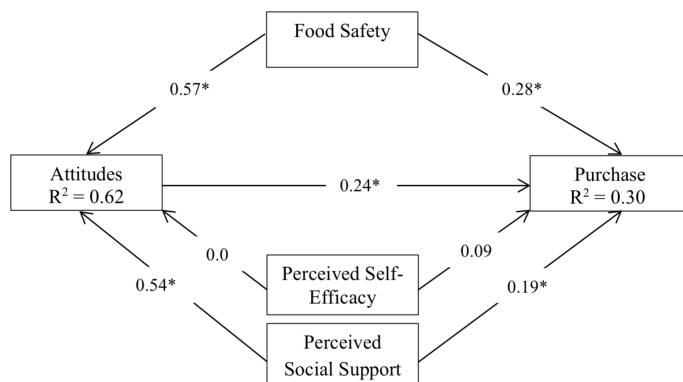 Food Safety
0.57*
0.28*
Attitudes
R² = 0.62
0.24*
Purchase
R² = 0.30
0.0
0.09
Perceived Self-
Efficacy
0.54*
0.19*
Perceived
Social Support